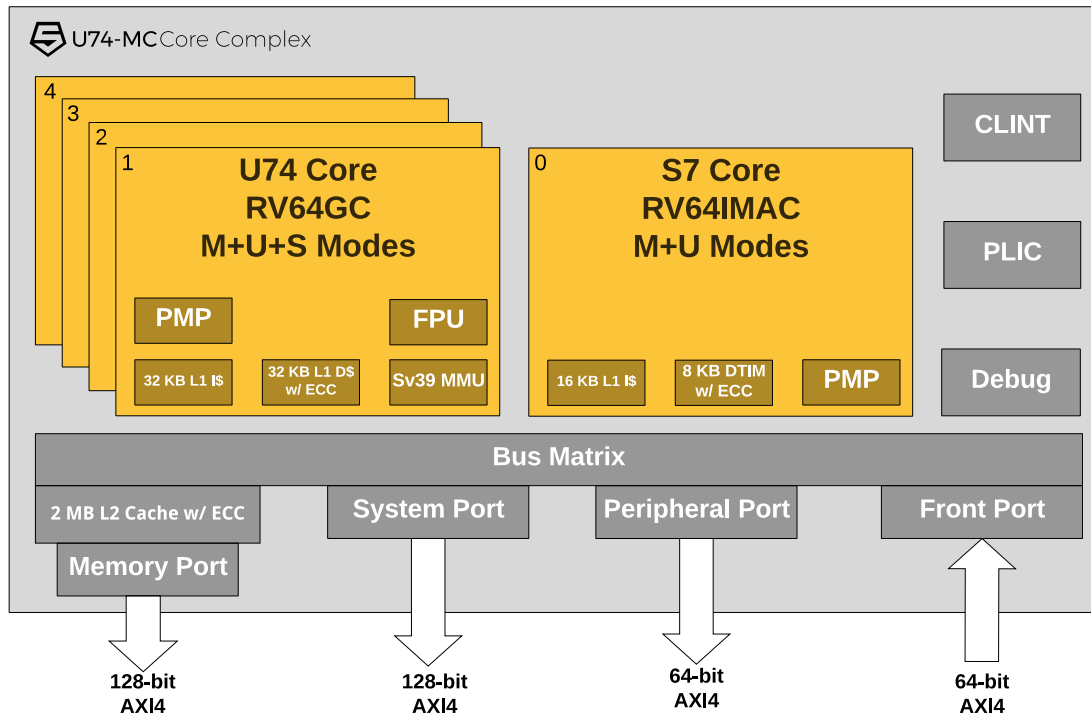 U74-MC Core Complex
4
3
2
1
U74 Core
RV64GC
M+U+S Modes
PMP
FPU
32 KB L1 I$
32 KB L1 D$
w/ ECC
Sv39 MMU
0
S7 Core
RV64IMAC
M+U Modes
16 KB L1 I$
8 KB DTIM
w/ ECC
PMP
CLINT
PLIC
Debug
Bus Matrix
2 MB L2 Cache w/ ECC
Memory Port
System Port
Peripheral Port
Front Port
128-bit
AXI4
128-bit
AXI4
64-bit
AXI4
64-bit
AXI4